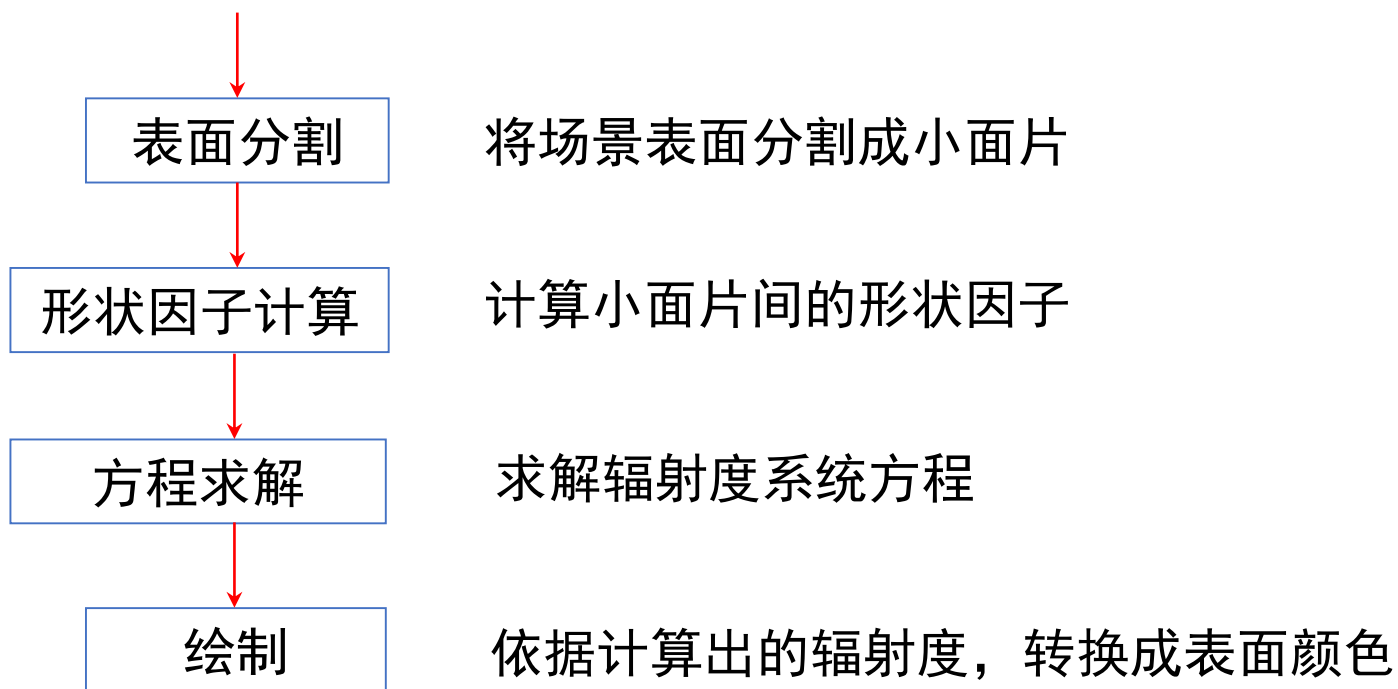 表面分割
将场景表面分割成小面片
形状因子计算
计算小面片间的形状因子
方程求解
求解辐射度系统方程
绘制
依据计算出的辐射度，转换成表面颜色